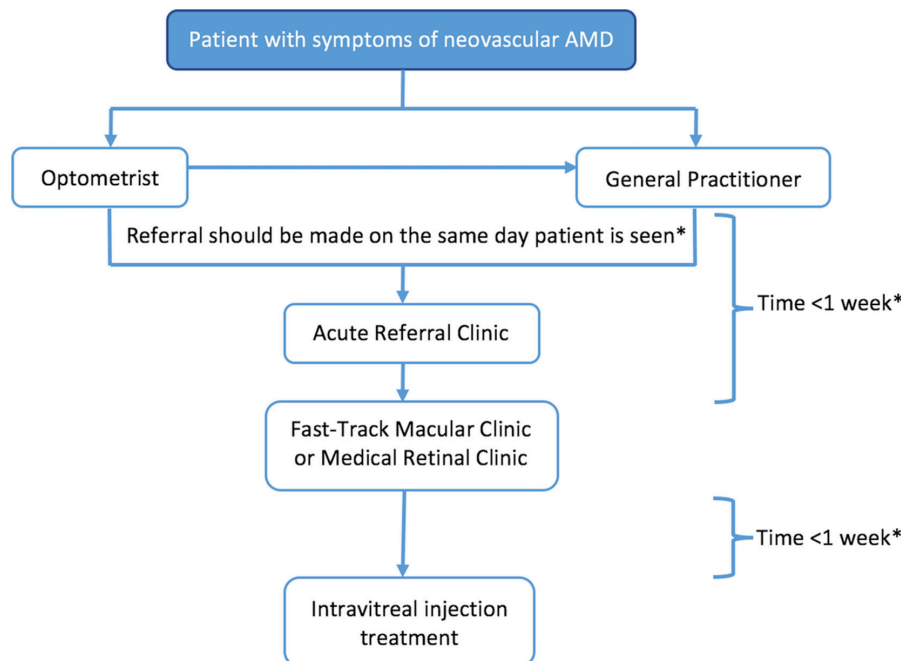 Patient with symptoms of neovascular AMD
Optometrist
General Practitioner
Referral should be made on the same day patient is seen*
Time <1 week*
Acute Referral Clinic
Fast-Track Macular Clinic
or Medical Retinal Clinic
Time <1 week*
Intravitreal injection
treatment